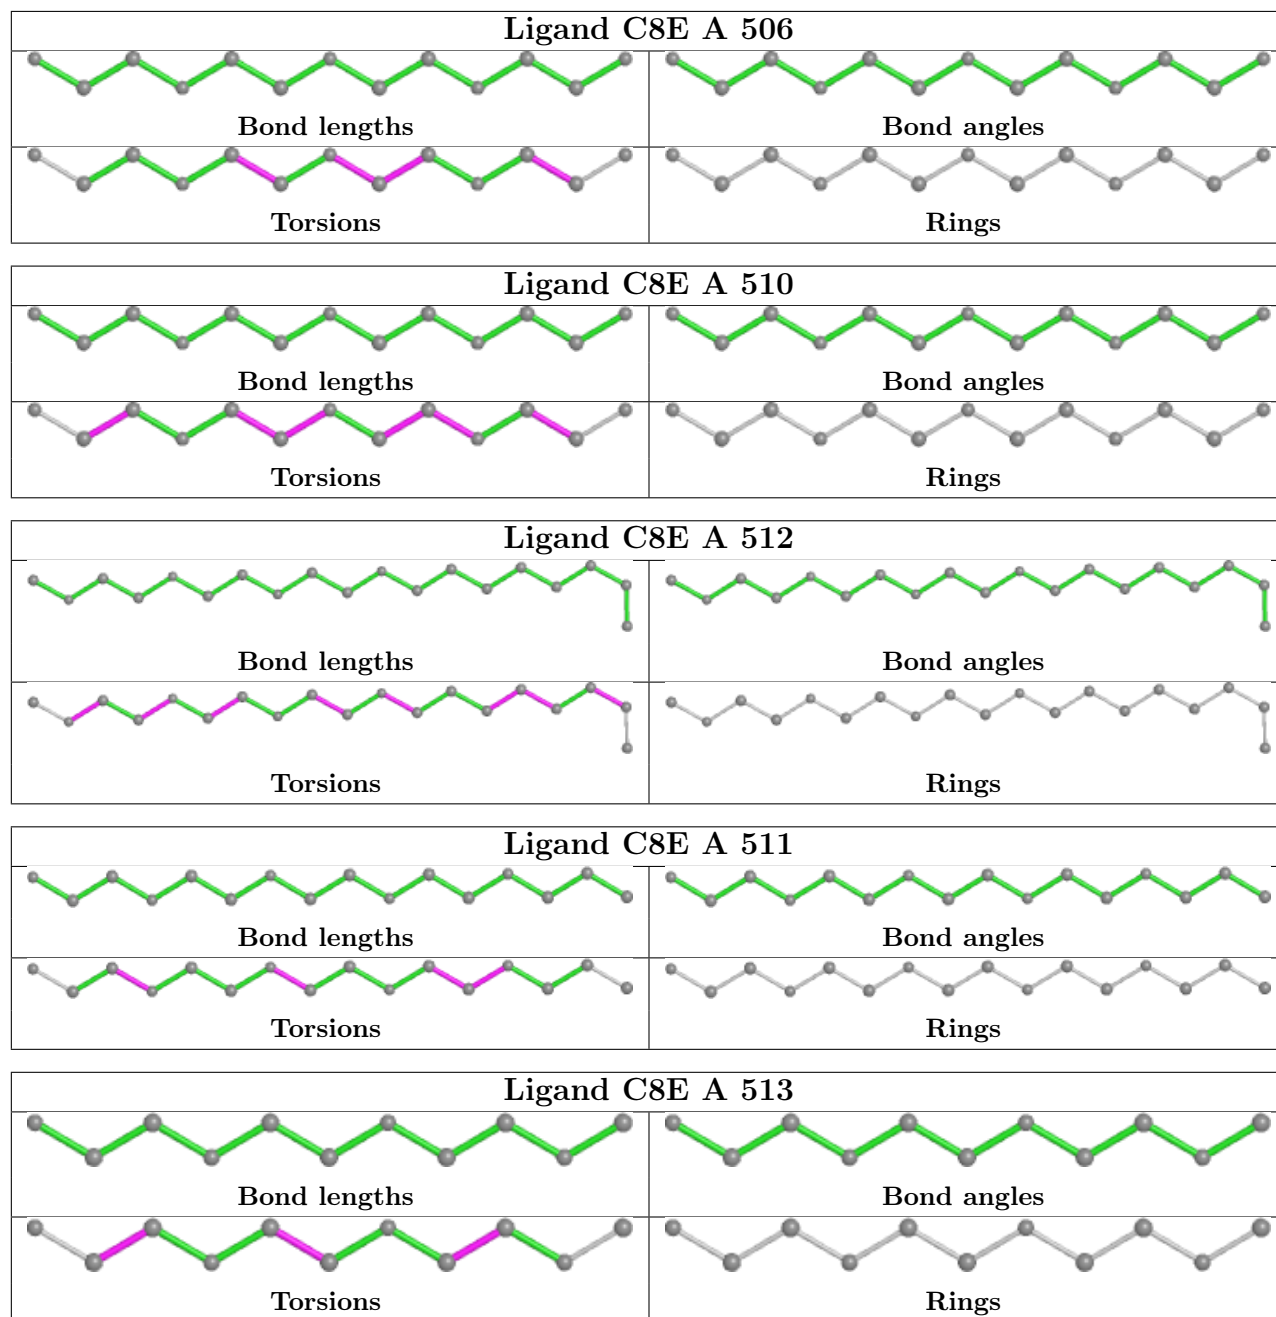 Ligand C8E A 506
Bond lengths
Bond angles
Torsions
Rings
Ligand C8E A 510
Bond lengths
Bond angles
Torsions
Rings
Ligand C8E A 512
Bond lengths
Bond angles
Torsions
Rings
Ligand C8E A 511
Bond lengths
Bond angles
Torsions
Rings
Ligand C8E A 513
Bond lengths
Bond angles
Torsions
Rings